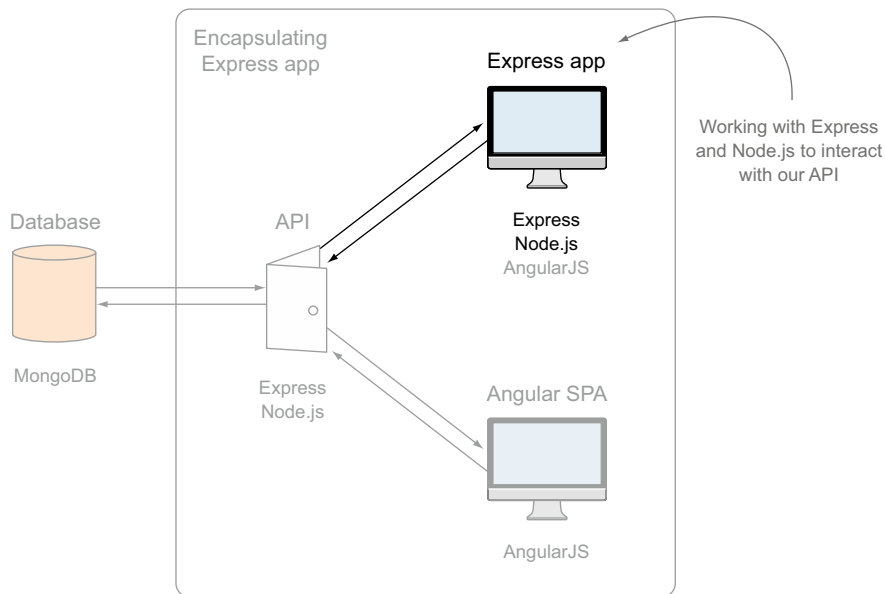 Encapsulating
Express app
Express app
Working with Express
and Node.js to interact
with our API
Database
API
Express
Node.js
AngularJS
MongoDB
Express
Node.js
Angular SPA
AngularJS